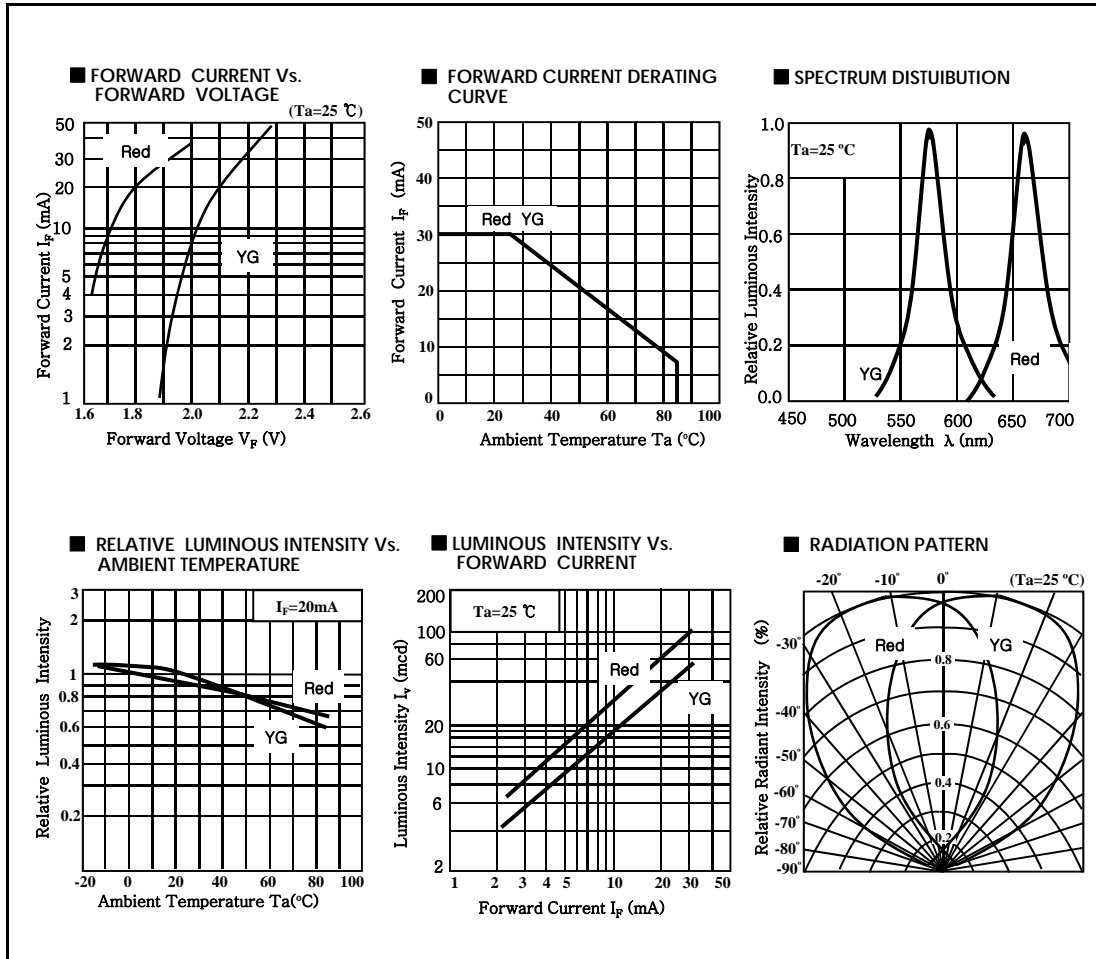 ■ FORWARD CURRENT Vs.
FORWARD VOLTAGE
(Ta=25 ℃)
50
30
20
10
5
4
3
2
1
1.6
1.8
2.0
2.2
2.4
2.6
Red
YG
Forward Current IF (mA)
Forward Voltage VF (V)
■ FORWARD CURRENT DERATING
CURVE
50
40
30
20
10
0
0
20
40
60
80
100
Red YG
Forward Current IF (mA)
Ambient Temperature Ta (°C)
■ SPECTRUM DISTUIBUTION
1.0
0.8
0.6
0.4
0.2
0.0
450
500
550
600
650
700
Ta=25 °C
YG
Red
Relative Luminous Intensity
Wavelength λ (nm)
■ RELATIVE LUMINOUS INTENSITY Vs.
AMBIENT TEMPERATURE
3
2
1
0.8
0.6
0.4
0.2
-20
0
20
40
60
80
100
IF=20mA
Red
YG
Relative Luminous Intensity
Ambient Temperature Ta(°C)
■ LUMINOUS INTENSITY Vs.
FORWARD CURRENT
200
100
60
20
10
6
2
1
2
3
4
5
10
20
30
50
Ta=25 ℃
Red
YG
Luminous Intensity Iv (mcd)
Forward Current IF (mA)
■ RADIATION PATTERN
-20°
-10°
0°
(Ta=25 °C)
-30°
-40°
-50°
-60°
-70°
-80°
-90°
Red
YG
0.8
0.6
0.4
0.2
Relative Radiant Intensity (%)